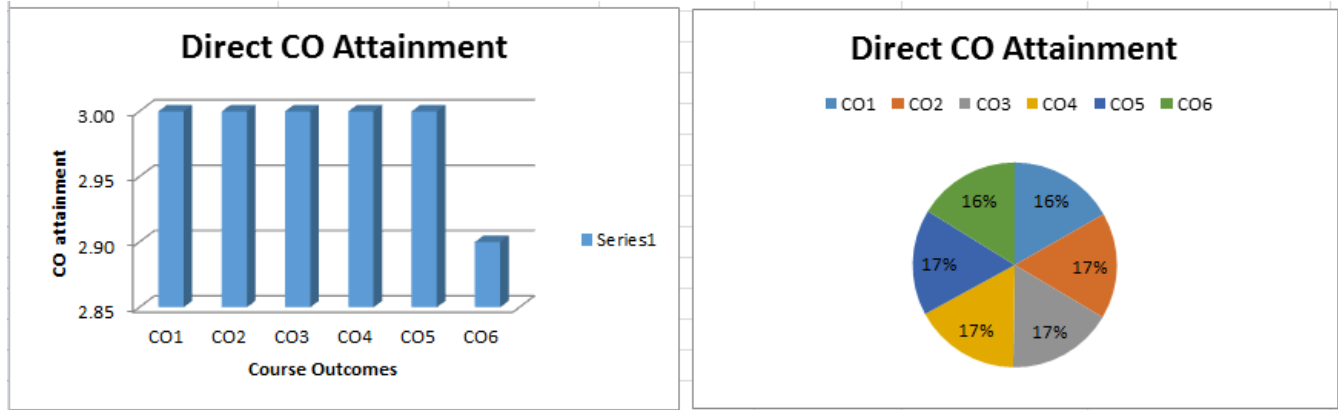 Direct CO Attainment
3.00
2.95
2.90
2.85
CO attainment
CO1 CO2 CO3 CO4 CO5 CO6
Course Outcomes
Series1
Direct CO Attainment
CO1 CO2 CO3 CO4 CO5 CO6
16% 16%
17% 17%
17% 17%